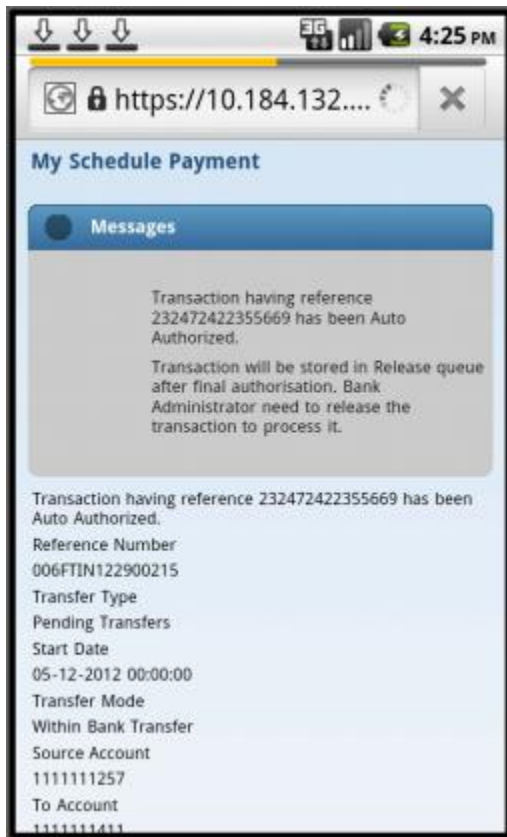 3G
4:25 PM
https://10.184.132....
My Schedule Payment
Messages
Transaction having reference
232472422355669 has been Auto
Authorized.
Transaction will be stored in Release queue
after final authorisation. Bank
Administrator need to release the
transaction to process it.
Transaction having reference 232472422355669 has been
Auto Authorized.
Reference Number
006FTIN122900215
Transfer Type
Pending Transfers
Start Date
05-12-2012 00:00:00
Transfer Mode
Within Bank Transfer
Source Account
1111111257
To Account
1111111411